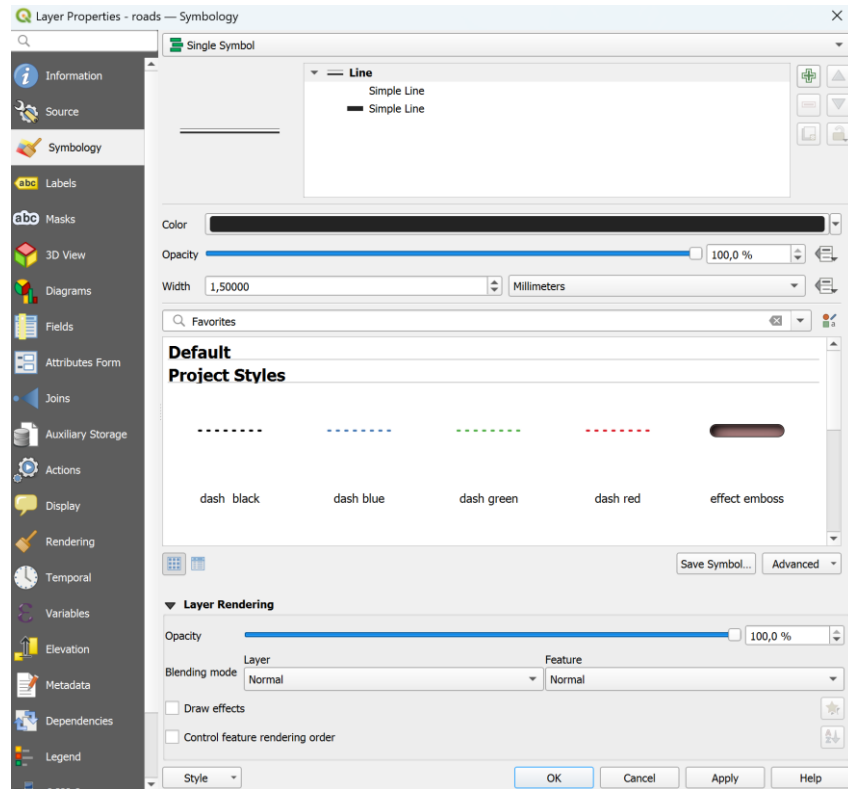 Layer Properties - roads — Symbology
Single Symbol
Information
Source
Symbology
abc Labels
abc Masks
3D View
Diagrams
Fields
Attributes Form
Joins
Auxiliary Storage
Actions
Display
Rendering
Temporal
Variables
Elevation
Metadata
Dependencies
Legend
Line
Simple Line
Simple Line
Color
Opacity 100,0 %
Width 1,50000 Millimeters
Favorites
Default
Project Styles
dash  black dash blue dash green dash red effect emboss
Save Symbol... Advanced
Layer Rendering
Opacity 100,0 %
Layer Feature
Blending mode Normal Normal
Draw effects
Control feature rendering order
Style OK Cancel Apply Help